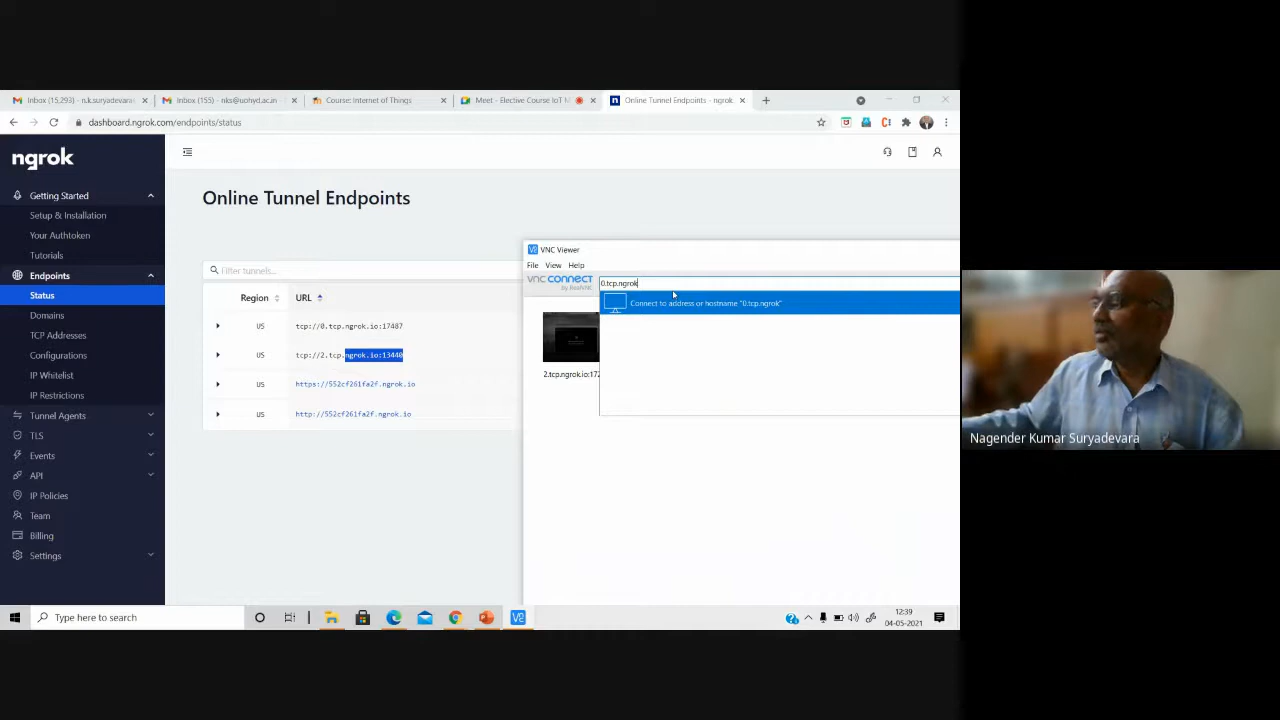 Inbox (15,293) - n.k.suryadevara
Inbox (155) - nks@uohyd.ac.in -
Course: Internet of Things
Meet - Elective Course IoT M
Online Tunnel Endpoints - ngrok
dashboard.ngrok.com/endpoints/status
ngrok
Getting Started
Setup & Installation
Your Authtoken
Tutorials
Endpoints
Status
Domains
TCP Addresses
Configurations
IP Whitelist
IP Restrictions
Tunnel Agents
TLS
Events
API
IP Policies
Team
Billing
Settings
Online Tunnel Endpoints
Filter tunnels...
Region
URL
US
tcp://0.tcp.ngrok.io:17487
US
tcp://2.tcp.ngrok.io:13440
US
https://552cf261fa2f.ngrok.io
US
http://552cf261fa2f.ngrok.io
VNC Viewer
File
View
Help
vnc connect
by RealVNC
0.tcp.ngrok
Connect to address or hostname "0.tcp.ngrok"
2.tcp.ngrok.io:172
Nagender Kumar Suryadevara
Type here to search
12:39
04-05-2021